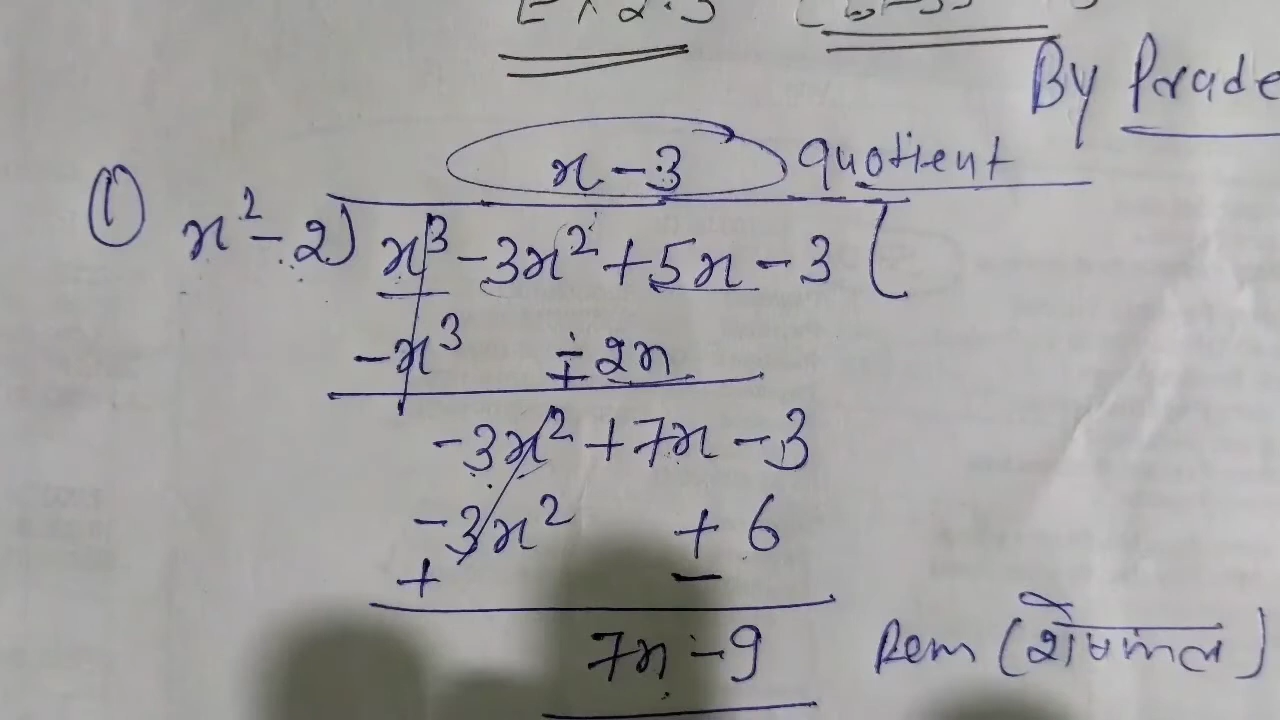 By Prade
x - 3 quotient
① x² - 2) x³ - 3x² + 5x - 3 (
- x³ ∓ 2x
- 3x² + 7x - 3
- 3x² + 6
+ −
7x - 9 Rem (शेषफल)